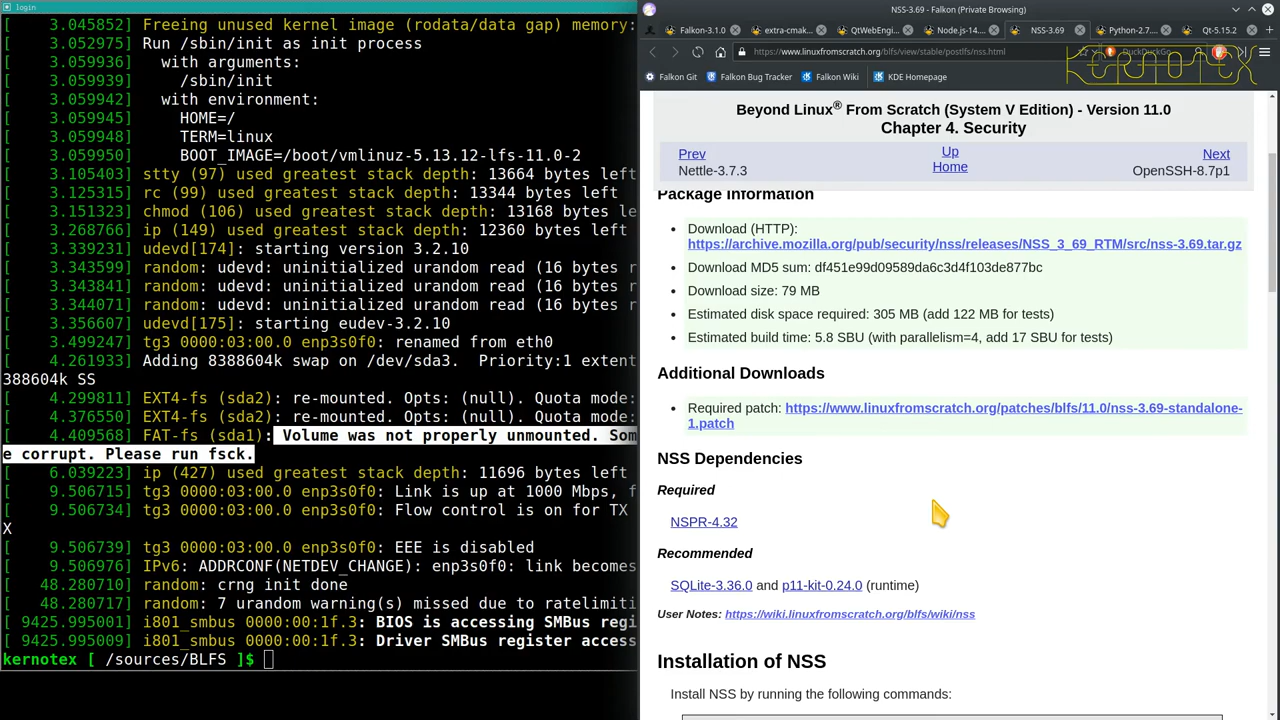 login
[    3.045852] Freeing unused kernel image (rodata/data gap) memory:
[    3.052975] Run /sbin/init as init process
[    3.059936]   with arguments:
[    3.059939]     /sbin/init
[    3.059942]   with environment:
[    3.059945]     HOME=/
[    3.059948]     TERM=linux
[    3.059950]     BOOT_IMAGE=/boot/vmlinuz-5.13.12-lfs-11.0-2
[    3.105403] stty (97) used greatest stack depth: 13664 bytes left
[    3.125315] rc (99) used greatest stack depth: 13344 bytes left
[    3.151323] chmod (106) used greatest stack depth: 13168 bytes le
[    3.268766] ip (149) used greatest stack depth: 12360 bytes left
[    3.339231] udevd[174]: starting version 3.2.10
[    3.343599] random: udevd: uninitialized urandom read (16 bytes r
[    3.343841] random: udevd: uninitialized urandom read (16 bytes r
[    3.344071] random: udevd: uninitialized urandom read (16 bytes r
[    3.356607] udevd[175]: starting eudev-3.2.10
[    3.499247] tg3 0000:03:00.0 enp3s0f0: renamed from eth0
[    4.261933] Adding 8388604k swap on /dev/sda3.  Priority:1 extent
388604k SS
[    4.299811] EXT4-fs (sda2): re-mounted. Opts: (null). Quota mode:
[    4.376550] EXT4-fs (sda2): re-mounted. Opts: (null). Quota mode:
[    4.409568] FAT-fs (sda1): Volume was not properly unmounted. Som
e corrupt. Please run fsck.
[    6.039223] ip (427) used greatest stack depth: 11696 bytes left
[    9.506715] tg3 0000:03:00.0 enp3s0f0: Link is up at 1000 Mbps, f
[    9.506734] tg3 0000:03:00.0 enp3s0f0: Flow control is on for TX
X
[    9.506739] tg3 0000:03:00.0 enp3s0f0: EEE is disabled
[    9.506976] IPv6: ADDRCONF(NETDEV_CHANGE): enp3s0f0: link becomes
[   48.280710] random: crng init done
[   48.280717] random: 7 urandom warning(s) missed due to ratelimiti
[ 9425.995001] i801_smbus 0000:00:1f.3: BIOS is accessing SMBus regi
[ 9425.995009] i801_smbus 0000:00:1f.3: Driver SMBus register access
kernotex [ /sources/BLFS ]$
NSS-3.69 - Falkon (Private Browsing)
Falkon-3.1.0 extra-cmak... QtWebEngi... Node.js-14.... NSS-3.69 Python-2.7.... Qt-5.15.2
https://www.linuxfromscratch.org/blfs/view/stable/postlfs/nss.html DuckDuckGo
kernotex
Falkon Git Falkon Bug Tracker Falkon Wiki KDE Homepage
Beyond Linux® From Scratch (System V Edition) - Version 11.0
Chapter 4. Security
Prev Up Next
Nettle-3.7.3 Home OpenSSH-8.7p1
Package Information
• Download (HTTP):
https://archive.mozilla.org/pub/security/nss/releases/NSS_3_69_RTM/src/nss-3.69.tar.gz
• Download MD5 sum: df451e99d09589da6c3d4f103de877bc
• Download size: 79 MB
• Estimated disk space required: 305 MB (add 122 MB for tests)
• Estimated build time: 5.8 SBU (with parallelism=4, add 17 SBU for tests)
Additional Downloads
• Required patch: https://www.linuxfromscratch.org/patches/blfs/11.0/nss-3.69-standalone-
1.patch
NSS Dependencies
Required
NSPR-4.32
Recommended
SQLite-3.36.0 and p11-kit-0.24.0 (runtime)
User Notes: https://wiki.linuxfromscratch.org/blfs/wiki/nss
Installation of NSS
Install NSS by running the following commands: